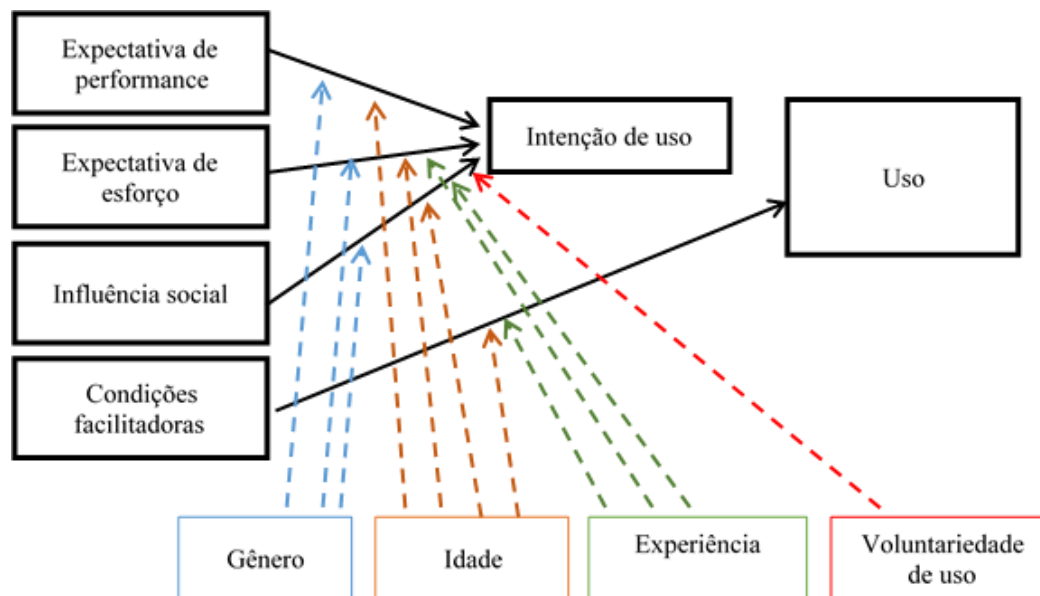 Expectativa de
performance
Expectativa de
esforço
Influência social
Condições
facilitadoras
Intenção de uso
Uso
Gênero
Idade
Experiência
Voluntariedade
de uso